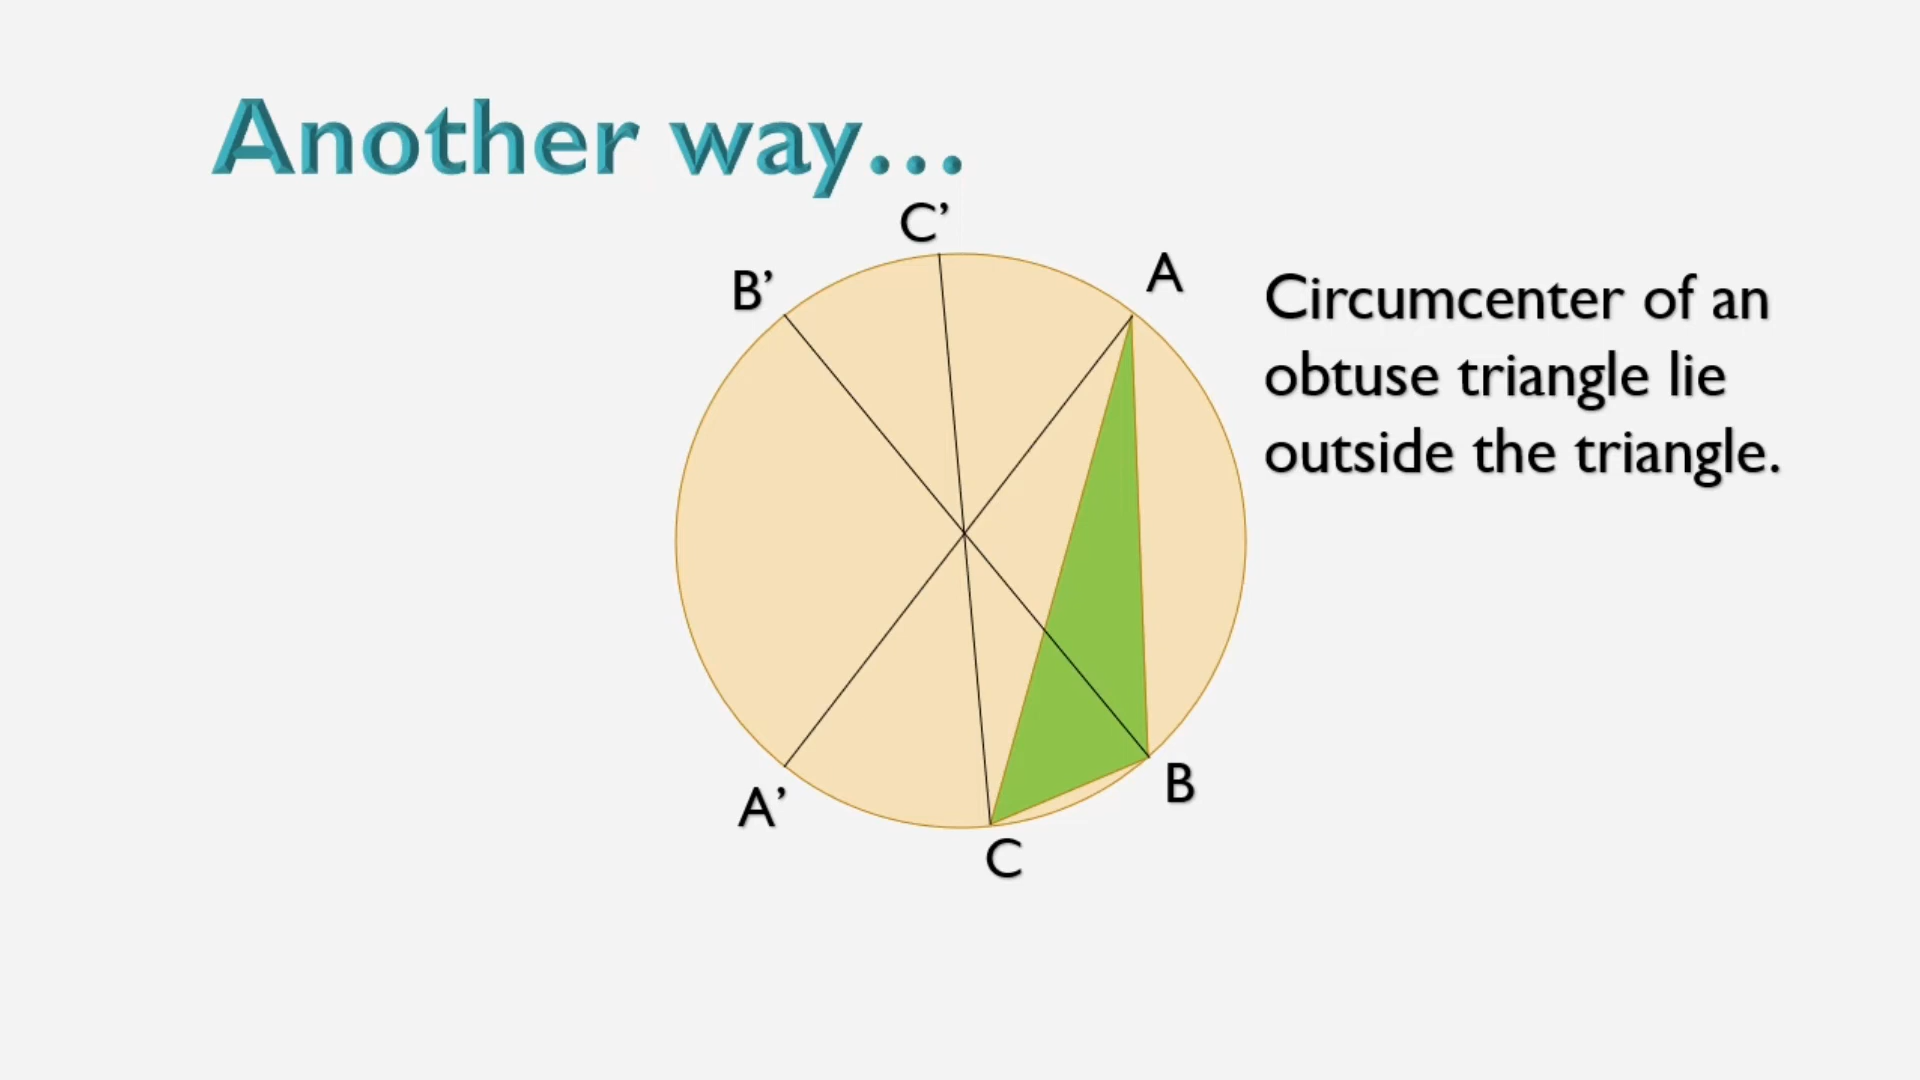 Another way...
C’
B’
A
Circumcenter of an
obtuse triangle lie
outside the triangle.
A’
B
C